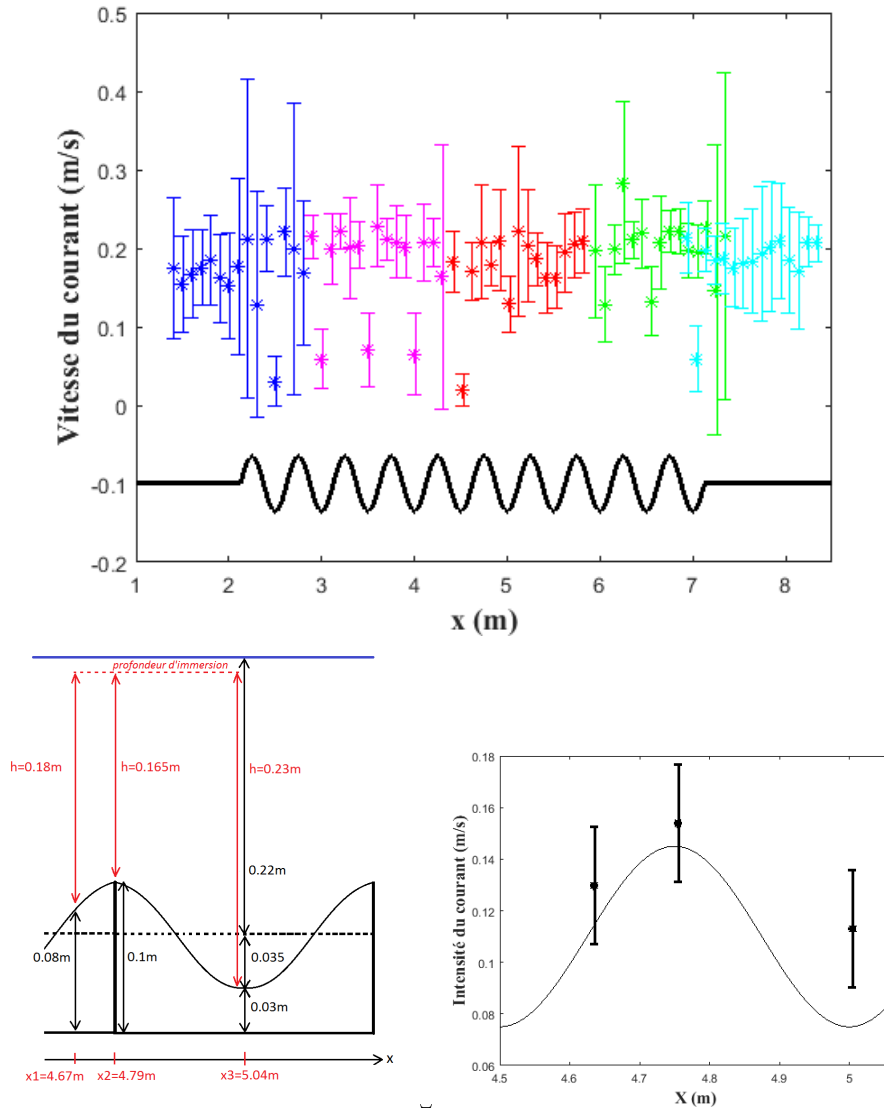 0.5
0.4
0.3
0.2
0.1
0
-0.1
-0.2
Vitesse du courant (m/s)
1 2 3 4 5 6 7 8
x (m)
profondeur d'immersion
h=0.18m
h=0.165m
h=0.23m
0.22m
0.08m
0.1m
0.035
0.03m
x
x1=4.67m
x2=4.79m
x3=5.04m
0.18
0.16
0.14
0.12
0.1
0.08
0.06
Intensité du courant (m/s)
4.5 4.6 4.7 4.8 4.9 5
X (m)